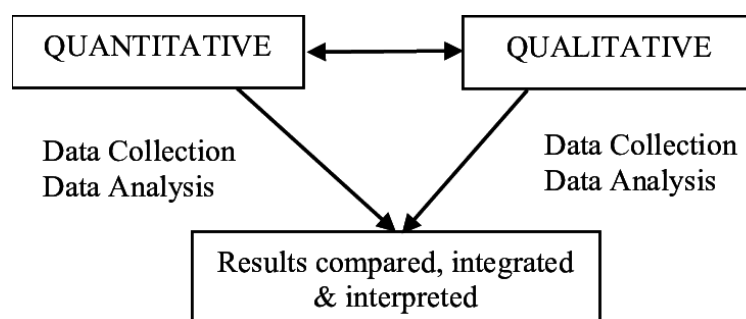 QUANTITATIVE
QUALITATIVE
Data Collection
Data Analysis
Data Collection
Data Analysis
Results compared, integrated
& interpreted